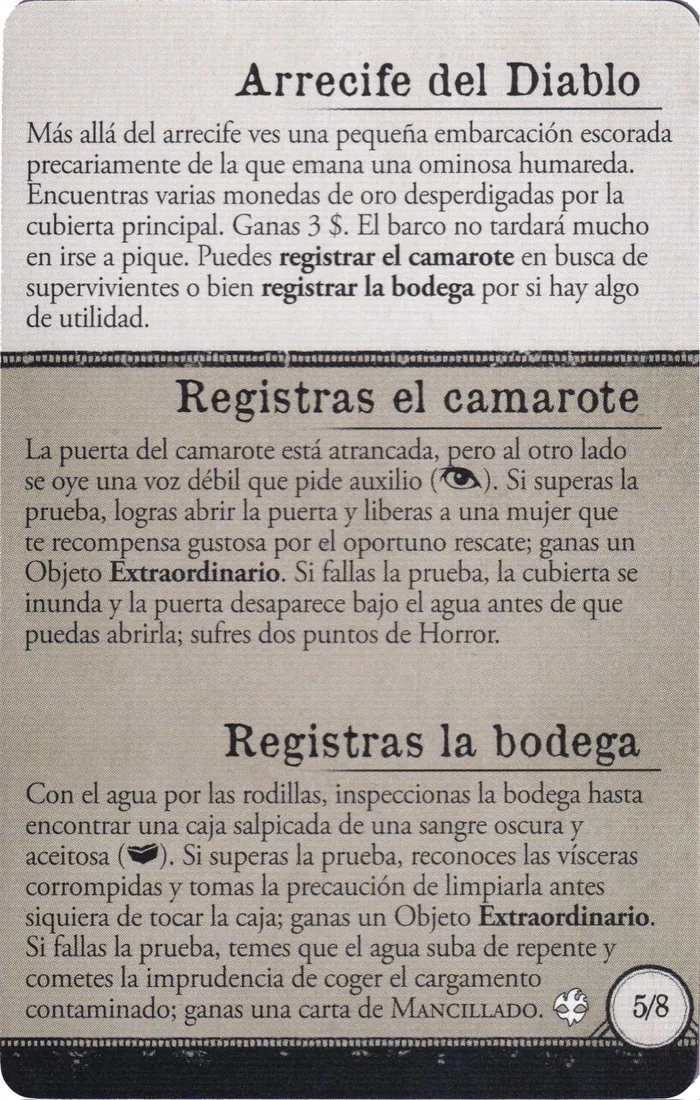 Arrecife del Diablo
Más allá del arrecife ves una pequeña embarcación escorada
precariamente de la que emana una ominosa humareda.
Encuentras varias monedas de oro desperdigadas por la
cubierta principal. Ganas 3 $. El barco no tardará mucho
en irse a pique. Puedes registrar el camarote en busca de
supervivientes o bien registrar la bodega por si hay algo
de utilidad.
Registras el camarote
La puerta del camarote está atrancada, pero al otro lado
se oye una voz débil que pide auxilio (). Si superas la
prueba, logras abrir la puerta y liberas a una mujer que
te recompensa gustosa por el oportuno rescate; ganas un
Objeto Extraordinario. Si fallas la prueba, la cubierta se
inunda y la puerta desaparece bajo el agua antes de que
puedas abrirla; sufres dos puntos de Horror.
Registras la bodega
Con el agua por las rodillas, inspeccionas la bodega hasta
encontrar una caja salpicada de una sangre oscura y
aceitosa (). Si superas la prueba, reconoces las vísceras
corrompidas y tomas la precaución de limpiarla antes
siquiera de tocar la caja; ganas un Objeto Extraordinario.
Si fallas la prueba, temes que el agua suba de repente y
cometes la imprudencia de coger el cargamento
contaminado; ganas una carta de MANCILLADO.
5/8